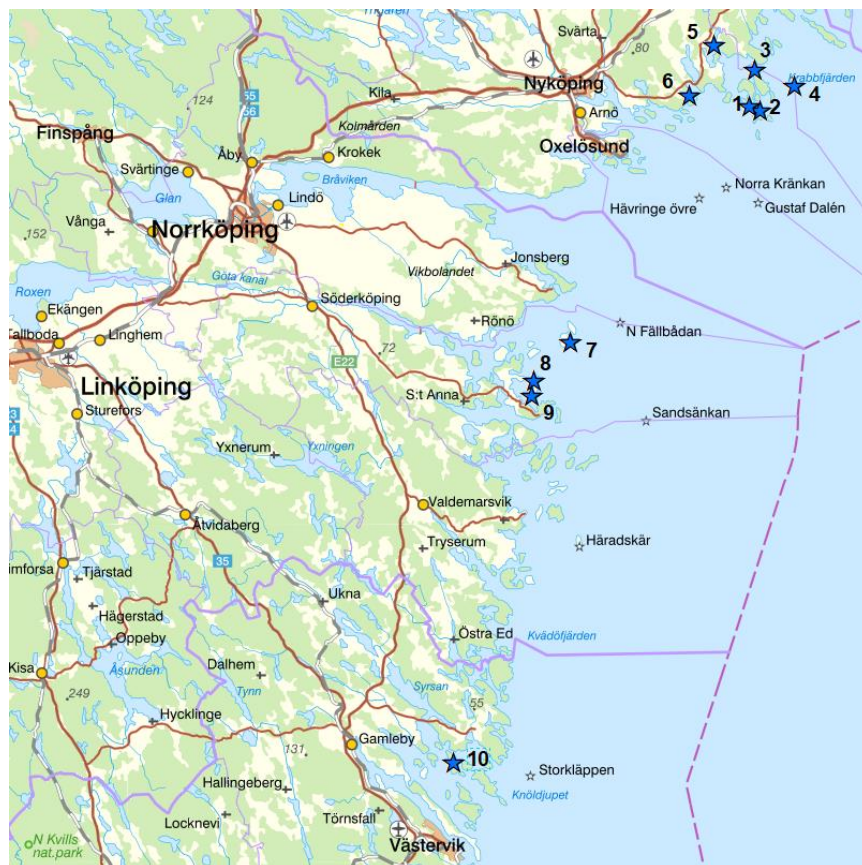 Yngaren
Svärta
80
5
3
Krabbfjärden
4
6
1
2
Nyköping
55
56
Kila
124
Kolmården
Arnö
Oxelösund
Finspång
Åby
Krokek
Svärtinge
Bråviken
Glan
Lindö
Vånga
152
Norrköping
Hävringe övre
Norra Kränkan
Gustaf Dalén
Jonsberg
Vikbolandet
Göta kanal
Roxen
Ekängen
Söderköping
Rönö
N Fällbådan
Tallboda
Linghem
E22
72
7
8
9
Linköping
S:t Anna
Sturefors
Sandsänkan
Yxnerum
Yxningen
Valdemarsvik
Åtvidaberg
Häradskär
Tryserum
35
Tjärstad
Ukna
Hägerstad
Oppeby
Östra Ed
Kvädöfjärden
Kisa
Åsunden
Dalhem
Tynn
Syrsan
249
55
Hycklinge
131
Gamleby
10
Storkläppen
Knöldjupet
Hallingeberg
Locknevi
Törnsfall
N Kvills
nat.park
Västervik